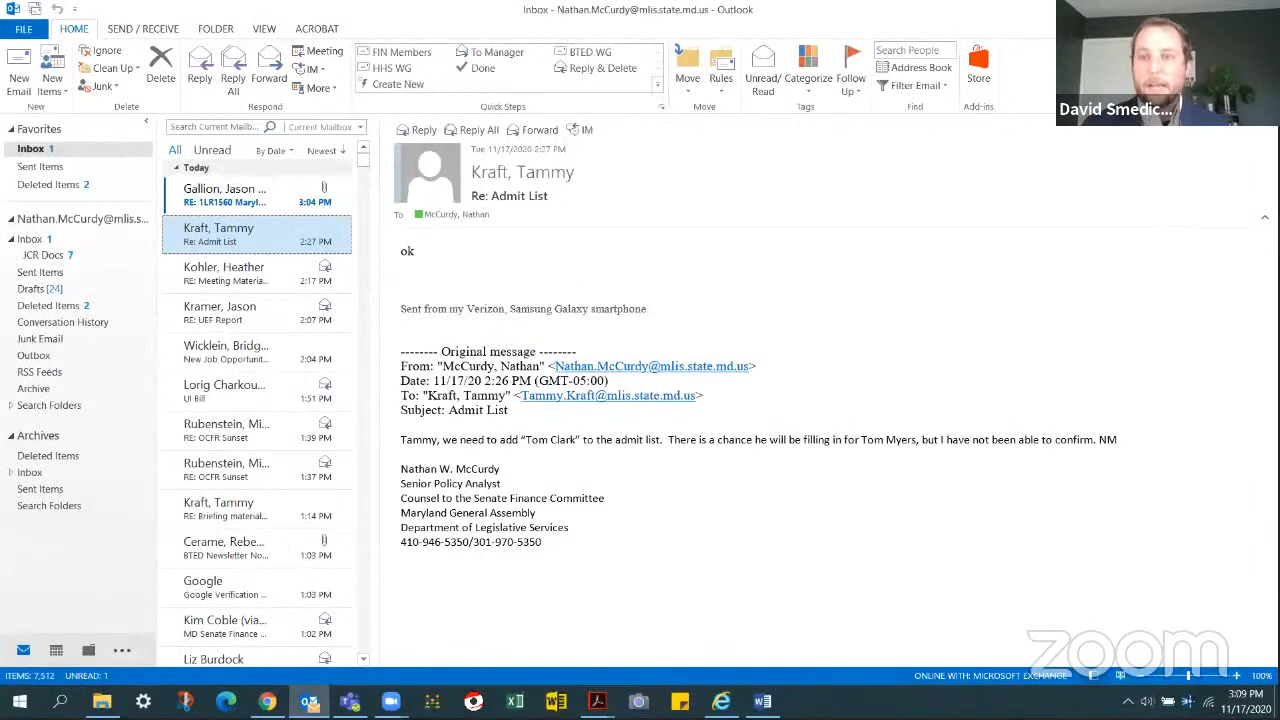 Inbox - Nathan.McCurdy@mlis.state.md.us - Outlook
FILE HOME SEND / RECEIVE FOLDER VIEW ACROBAT
New Email
New Items
Ignore
Clean Up
Junk
Delete
Reply
Reply All
Forward
Meeting
IM
More
FIN Members
HHS WG
Create New
To Manager
Done
BTED WG
Reply & Delete
Move
Rules
Unread/ Read
Categorize
Follow Up
Search People
Address Book
Filter Email
Store
New Delete Respond Quick Steps Move Tags Find Add-ins
David Smedic...
Favorites
Inbox 1
Sent Items
Deleted Items 2
Nathan.McCurdy@mlis.s...
Inbox 1
JCR Docs 7
Sent Items
Drafts [24]
Deleted Items 2
Conversation History
Junk Email
Outbox
RSS Feeds
Archive
Search Folders
Archives
Deleted Items
Inbox
Sent Items
Search Folders
Search Current Mailb... Current Mailbox
All Unread By Date Newest
Today
Gallion, Jason ...
RE: 1LR1560 Maryl... 3:04 PM
Kraft, Tammy
Re: Admit List 2:27 PM
Kohler, Heather
RE: Meeting Materia... 2:17 PM
Kramer, Jason
RE: UEF Report 2:07 PM
Wicklein, Bridg...
New Job Opportunit... 2:04 PM
Lorig Charkou...
UI Bill 1:51 PM
Rubenstein, Mi...
RE: OCFR Sunset 1:39 PM
Rubenstein, Mi...
RE: OCFR Sunset 1:37 PM
Kraft, Tammy
Re: Briefing material... 1:14 PM
Cerame, Rebe...
BTED Newsletter No... 1:03 PM
Google
Google Verification ... 1:03 PM
Kim Coble (via...
MD Senate Finance ... 1:02 PM
Liz Burdock
Reply Reply All Forward IM
Tue 11/17/2020 2:27 PM
Kraft, Tammy
Re: Admit List
To McCurdy, Nathan
ok
Sent from my Verizon, Samsung Galaxy smartphone
-------- Original message --------
From: "McCurdy, Nathan" <Nathan.McCurdy@mlis.state.md.us>
Date: 11/17/20 2:26 PM (GMT-05:00)
To: "Kraft, Tammy" <Tammy.Kraft@mlis.state.md.us>
Subject: Admit List
Tammy, we need to add “Tom Clark” to the admit list.  There is a chance he will be filling in for Tom Myers, but I have not been able to confirm. NM
Nathan W. McCurdy
Senior Policy Analyst
Counsel to the Senate Finance Committee
Maryland General Assembly
Department of Legislative Services
410-946-5350/301-970-5350
zoom
ITEMS: 7,512 UNREAD: 1 ONLINE WITH: MICROSOFT EXCHANGE 100%
3:09 PM
11/17/2020